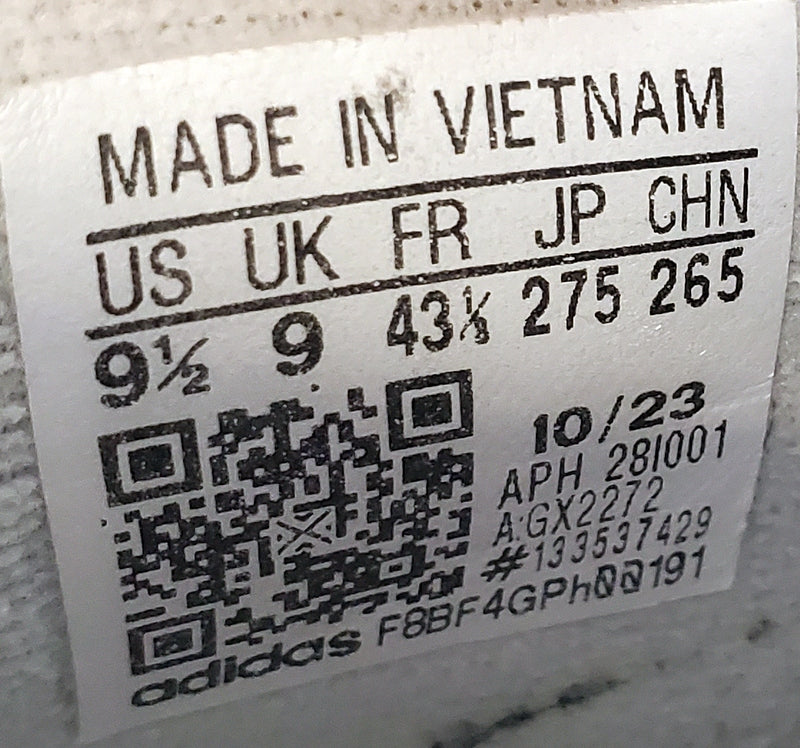 MADE IN VIETNAM
US UK FR JP CHN
9½ 9 43⅓ 275 265
10/23
APH 28I001
A:GX2272
#133537429
adidas F8BF4GPh00191